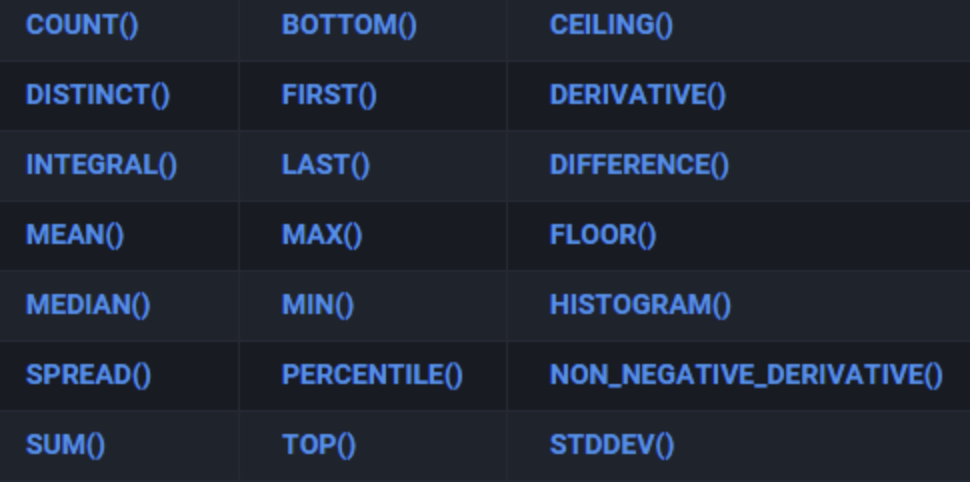 COUNT() BOTTOM() CEILING()
DISTINCT() FIRST() DERIVATIVE()
INTEGRAL() LAST() DIFFERENCE()
MEAN() MAX() FLOOR()
MEDIAN() MIN() HISTOGRAM()
SPREAD() PERCENTILE() NON_NEGATIVE_DERIVATIVE()
SUM() TOP() STDDEV()